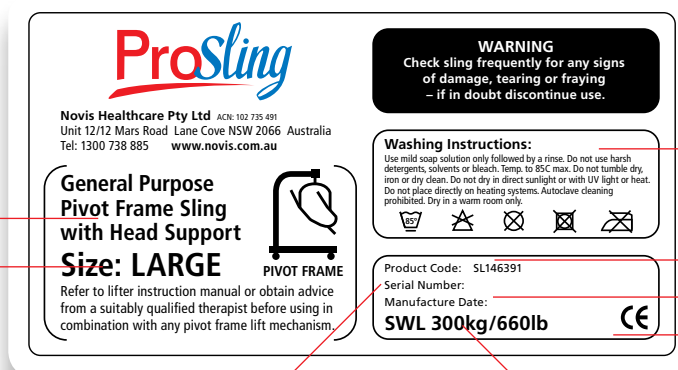 ProSling
Novis Healthcare Pty Ltd ACN: 102 735 491
Unit 12/12 Mars Road Lane Cove NSW 2066 Australia
Tel: 1300 738 885 www.novis.com.au
General Purpose
Pivot Frame Sling
with Head Support
Size: LARGE
PIVOT FRAME
Refer to lifter instruction manual or obtain advice
from a suitably qualified therapist before using in
combination with any pivot frame lift mechanism.
WARNING
Check sling frequently for any signs
of damage, tearing or fraying
– if in doubt discontinue use.
Washing Instructions:
Use mild soap solution only followed by a rinse. Do not use harsh
detergents, solvents or bleach. Temp. to 85C max. Do not tumble dry,
iron or dry clean. Do not dry in direct sunlight or with UV light or heat.
Do not place directly on heating systems. Autoclave cleaning
prohibited. Dry in a warm room only.
85°
Product Code: SL146391
Serial Number:
Manufacture Date:
SWL 300kg/660lb
CE